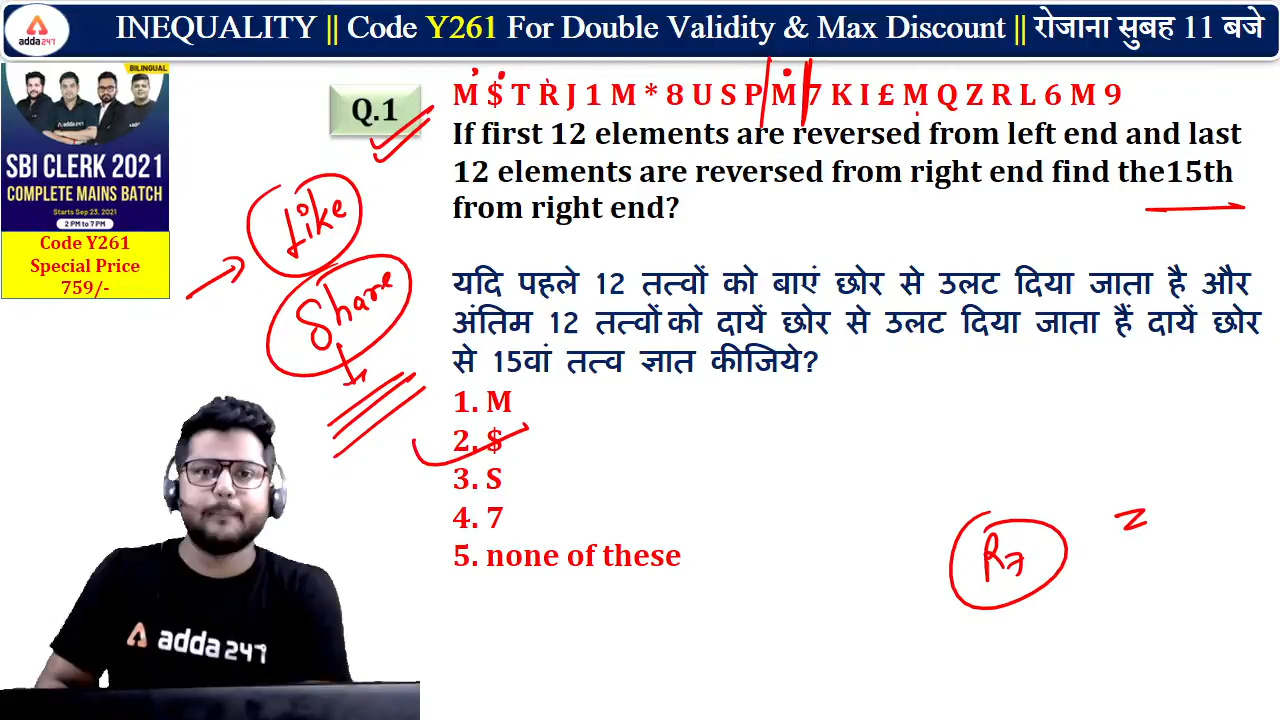 adda247
INEQUALITY || Code Y261 For Double Validity & Max Discount || रोजाना सुबह 11 बजे
BILINGUAL
SBI CLERK 2021
COMPLETE MAINS BATCH
Starts Sep 23, 2021
2 PM to 7 PM
Code Y261
Special Price
759/-
Q.1
M $ T R J 1 M * 8 U S P M 7 K I £ M Q Z R L 6 M 9
If first 12 elements are reversed from left end and last
12 elements are reversed from right end find the15th
from right end?
Like
Share
यदि पहले 12 तत्वों को बाएं छोर से उलट दिया जाता है और
अंतिम 12 तत्वों को दायें छोर से उलट दिया जाता हैं दायें छोर
से 15वां तत्व ज्ञात कीजिये?
1. M
2. $
3. S
4. 7
5. none of these
R7
adda247